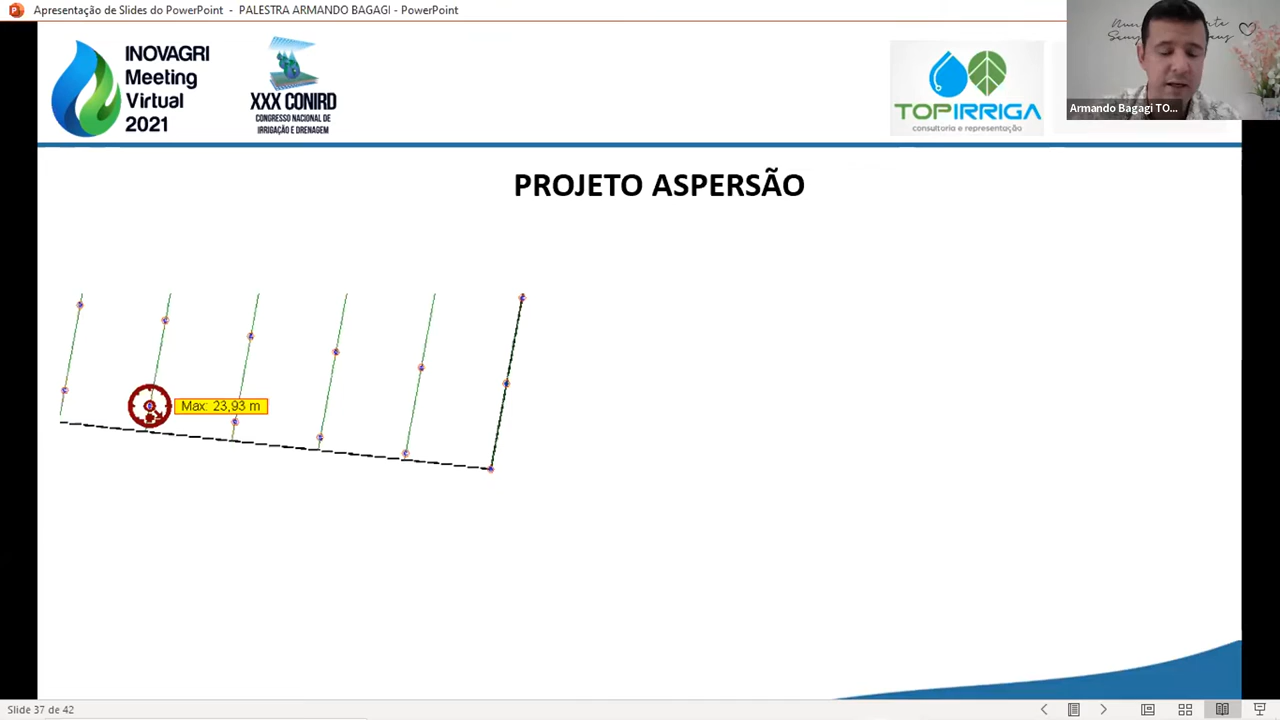 Apresentação de Slides do PowerPoint - PALESTRA ARMANDO BAGAGI - PowerPoint
INOVAGRI
Meeting
Virtual
2021
XXX CONIRD
CONGRESSO NACIONAL DE
IRRIGAÇÃO E DRENAGEM
TOPIRRIGA
consultoria e representação
Armando Bagagi TO...
PROJETO ASPERSÃO
Max: 23,93 m
Slide 37 de 42